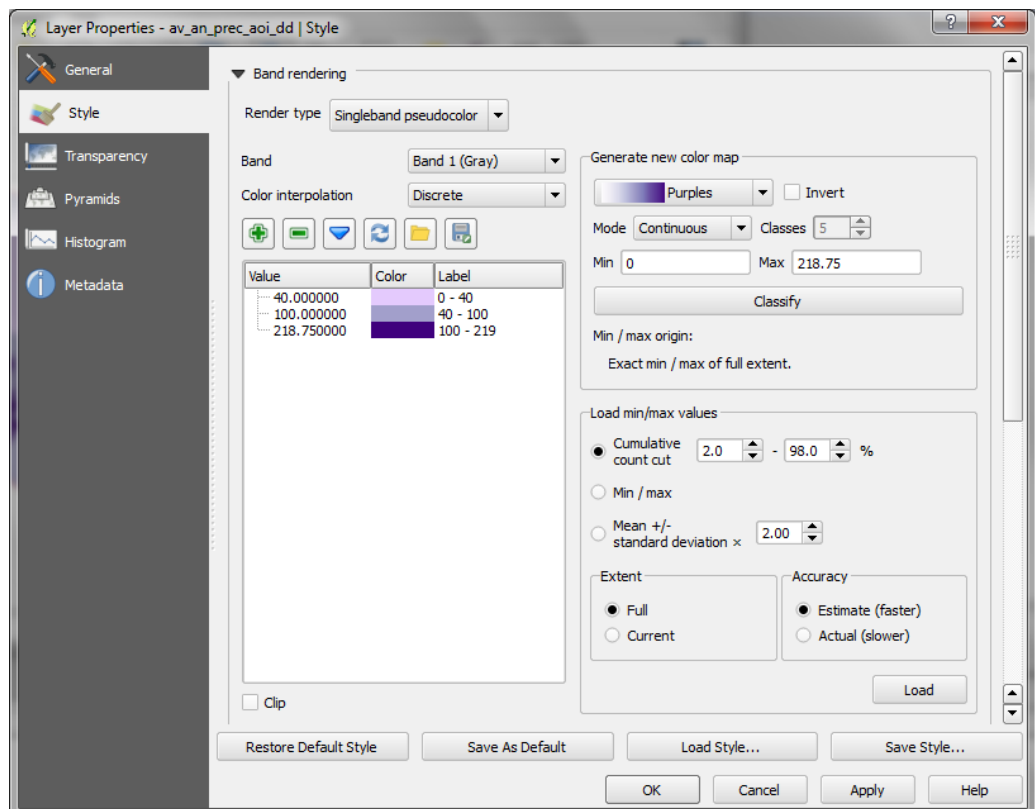 Layer Properties - av_an_prec_aoi_dd | Style
?
General
Style
Transparency
Pyramids
Histogram
Metadata
Band rendering
Render type Singleband pseudocolor
Band Band 1 (Gray)
Color interpolation Discrete
Value Color Label
40.000000 0 - 40
100.000000 40 - 100
218.750000 100 - 219
Clip
Generate new color map
Purples Invert
Mode Continuous Classes 5
Min 0 Max 218.75
Classify
Min / max origin:
Exact min / max of full extent.
Load min/max values
Cumulative
count cut 2.0 - 98.0 %
Min / max
Mean +/-
standard deviation × 2.00
Extent
Full
Current
Accuracy
Estimate (faster)
Actual (slower)
Load
Restore Default Style Save As Default Load Style... Save Style...
OK Cancel Apply Help